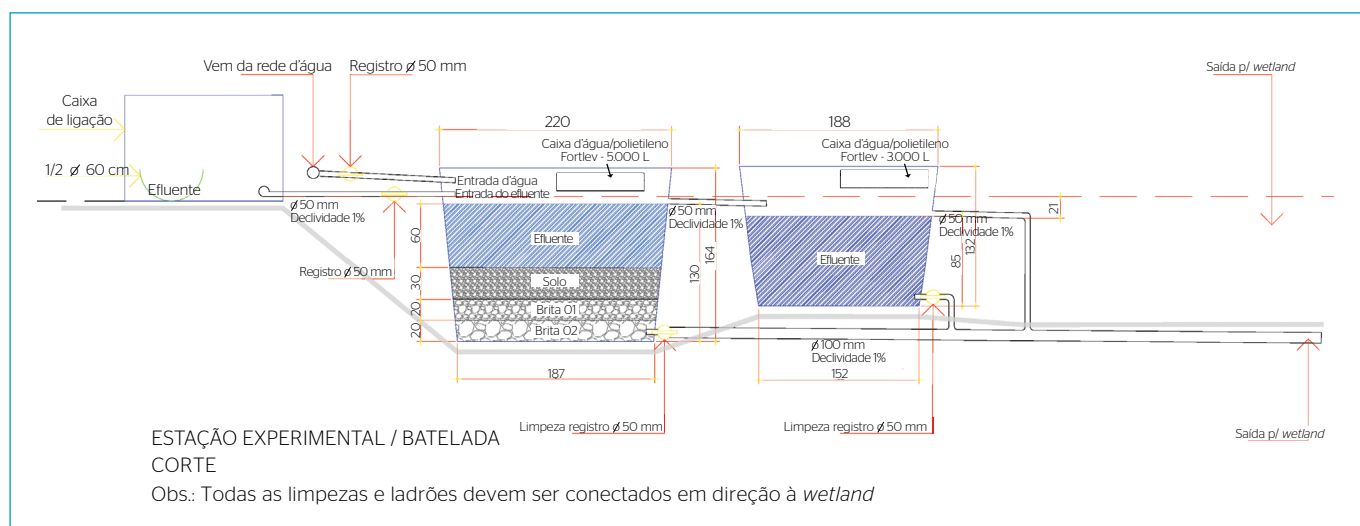 Vem da rede d'água
Registro ø 50 mm
Saída p/ wetland
Caixa
de ligação
220
188
Caixa d'água/polietileno
Fortlev - 5.000 L
Caixa d'água/polietileno
Fortlev - 3.000 L
1/2 ø 60 cm
Efluente
Entrada d'água
Entrada do efluente
ø 50 mm
Declividade 1%
ø 50 mm
Declividade 1%
ø 50 mm
Declividade 1%
21
60
Efluente
164
132
Registro ø 50 mm
Efluente
85
130
30
Solo
20
Brita 01
20
Brita 02
ø 100 mm
Declividade 1%
187
152
Limpeza registro ø 50 mm
Limpeza registro ø 50 mm
Saída p/ wetland
ESTAÇÃO EXPERIMENTAL / BATELADA
CORTE
Obs.: Todas as limpezas e ladrões devem ser conectados em direção à wetland